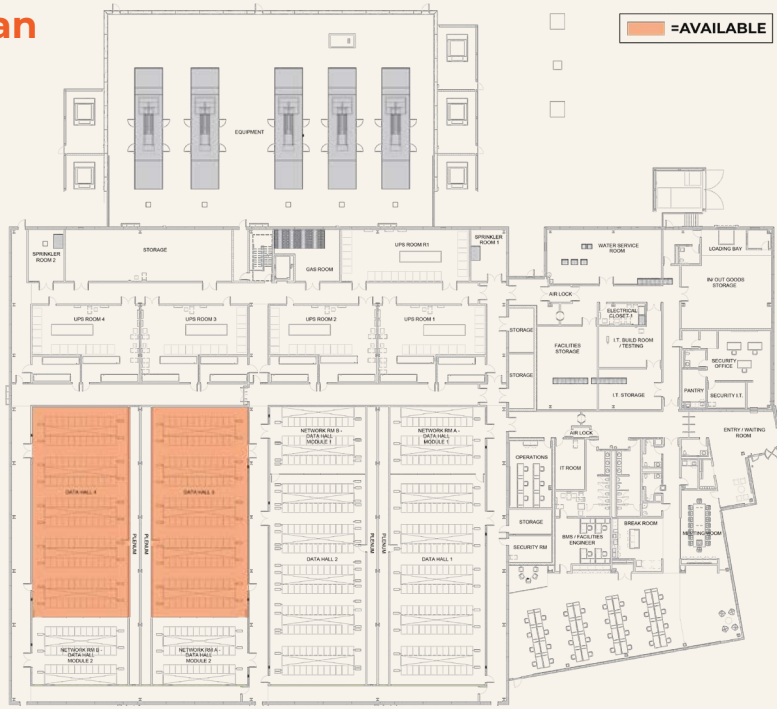 an
=AVAILABLE
EQUIPMENT
SPRINKLER
ROOM 2
STORAGE
GAS ROOM
UPS ROOM R1
SPRINKLER
ROOM 1
WATER SERVICE
ROOM
LOADING BAY
IN/ OUT GOODS
STORAGE
AIR LOCK
UPS ROOM 4
UPS ROOM 3
UPS ROOM 2
UPS ROOM 1
STORAGE
STORAGE
FACILITIES
STORAGE
ELECTRICAL
CLOSET 1
I.T. BUILD ROOM
/ TESTING
I.T. STORAGE
SECURITY
OFFICE
PANTRY
SECURITY I.T.
ENTRY / WAITING
ROOM
NETWORK RM B -
DATA HALL
MODULE 1
NETWORK RM A -
DATA HALL
MODULE 1
AIR LOCK
OPERATIONS
IT ROOM
DATA HALL 4
DATA HALL 3
PLENUM
PLENUM
DATA HALL 2
PLENUM
PLENUM
DATA HALL 1
STORAGE
SECURITY RM
BMS / FACILITIES
ENGINEER
BREAK ROOM
MEETING ROOM
NETWORK RM B -
DATA HALL
MODULE 2
NETWORK RM A -
DATA HALL
MODULE 2